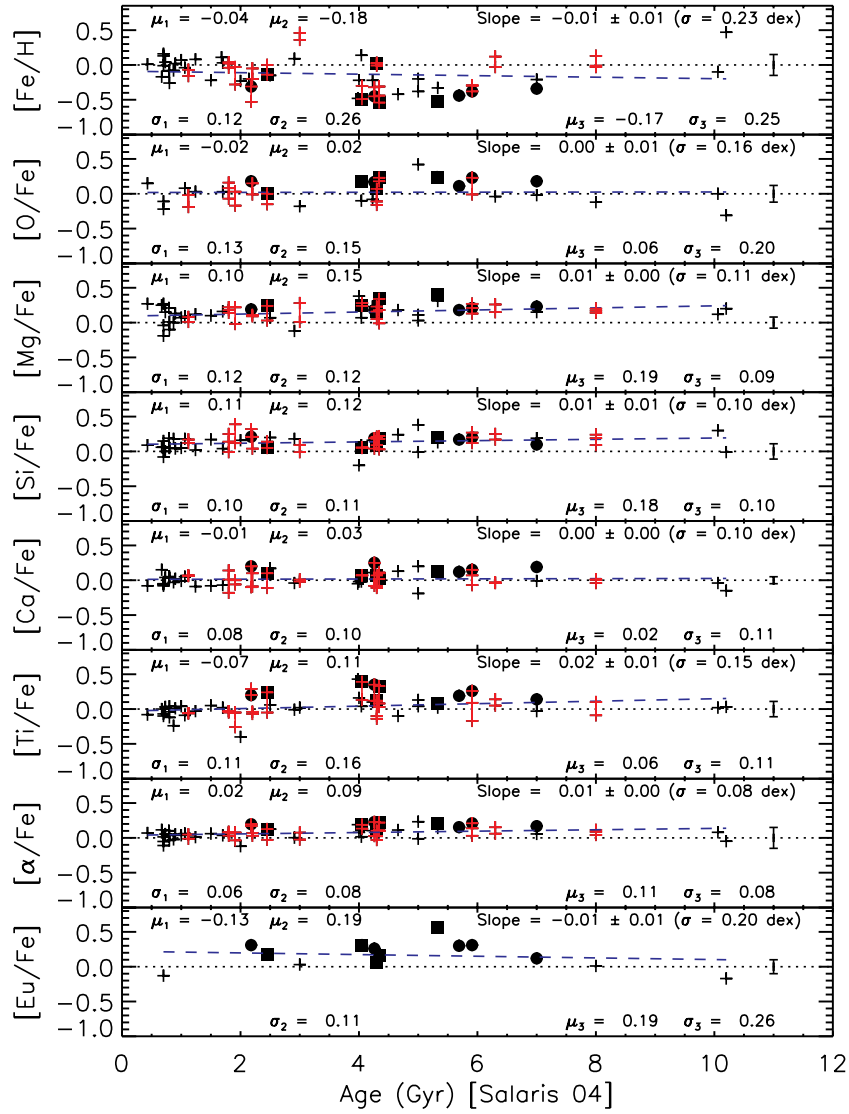 μ1 = -0.04 μ2 = -0.18 Slope = -0.01 ± 0.01 (σ = 0.23 dex)
[Fe/H]
0.5
0.0
-0.5
-1.0
σ1 = 0.12 σ2 = 0.26 μ3 = -0.17 σ3 = 0.25
μ1 = -0.02 μ2 = 0.02 Slope = 0.00 ± 0.01 (σ = 0.16 dex)
[O/Fe]
0.5
0.0
-0.5
-1.0
σ1 = 0.13 σ2 = 0.15 μ3 = 0.06 σ3 = 0.20
μ1 = 0.10 μ2 = 0.15 Slope = 0.01 ± 0.00 (σ = 0.11 dex)
[Mg/Fe]
0.5
0.0
-0.5
-1.0
σ1 = 0.12 σ2 = 0.12 μ3 = 0.19 σ3 = 0.09
μ1 = 0.11 μ2 = 0.12 Slope = 0.01 ± 0.01 (σ = 0.10 dex)
[Si/Fe]
0.5
0.0
-0.5
-1.0
σ1 = 0.10 σ2 = 0.11 μ3 = 0.18 σ3 = 0.10
μ1 = -0.01 μ2 = 0.03 Slope = 0.00 ± 0.00 (σ = 0.10 dex)
[Ca/Fe]
0.5
0.0
-0.5
-1.0
σ1 = 0.08 σ2 = 0.10 μ3 = 0.02 σ3 = 0.11
μ1 = -0.07 μ2 = 0.11 Slope = 0.02 ± 0.01 (σ = 0.15 dex)
[Ti/Fe]
0.5
0.0
-0.5
-1.0
σ1 = 0.11 σ2 = 0.16 μ3 = 0.06 σ3 = 0.11
μ1 = 0.02 μ2 = 0.09 Slope = 0.01 ± 0.00 (σ = 0.08 dex)
[α/Fe]
0.5
0.0
-0.5
-1.0
σ1 = 0.06 σ2 = 0.08 μ3 = 0.11 σ3 = 0.08
μ1 = -0.13 μ2 = 0.19 Slope = -0.01 ± 0.01 (σ = 0.20 dex)
[Eu/Fe]
0.5
0.0
-0.5
-1.0
σ2 = 0.11 μ3 = 0.19 σ3 = 0.26
0 2 4 6 8 10 12
Age (Gyr) [Salaris 04]